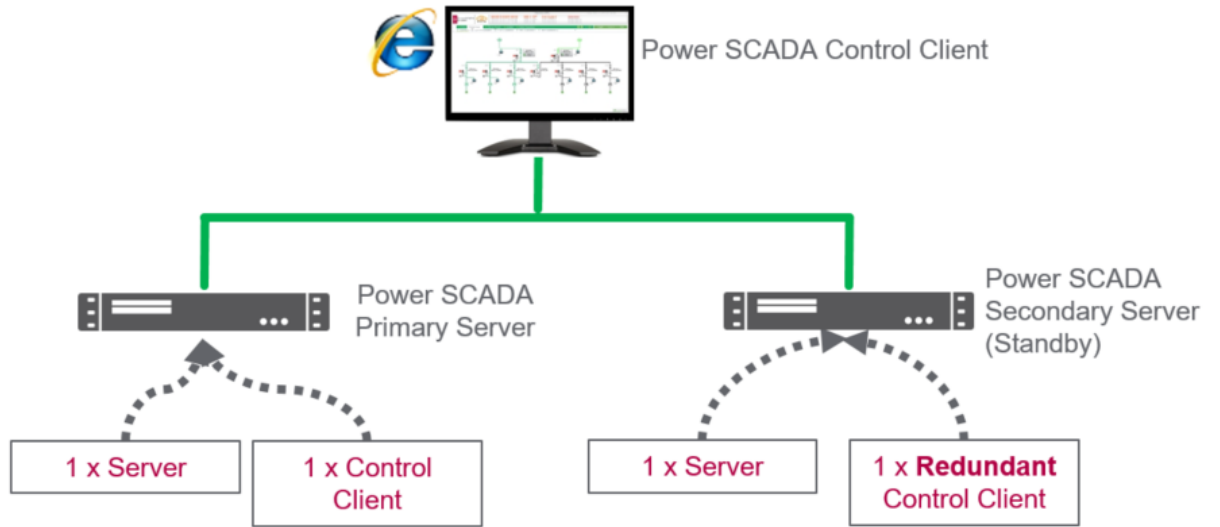 Power SCADA Control Client
Power SCADA
Primary Server
Power SCADA
Secondary Server
(Standby)
1 x Server
1 x Control
Client
1 x Server
1 x Redundant
Control Client